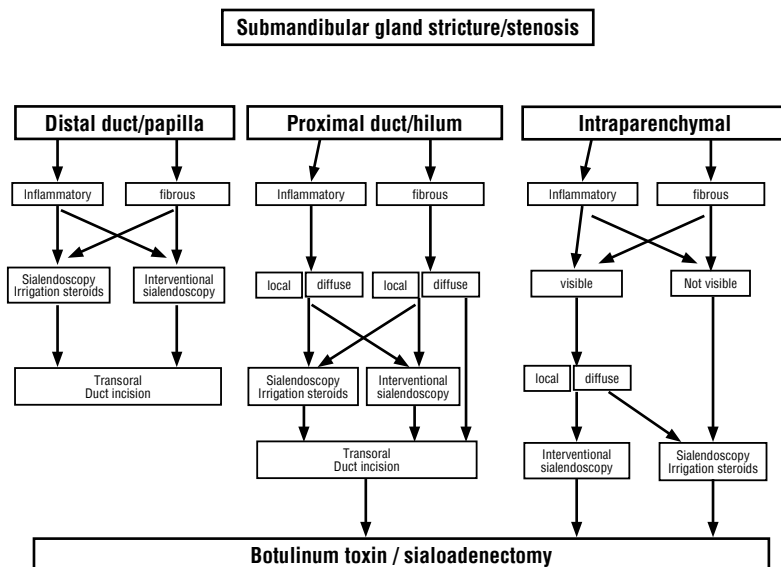 Submandibular gland stricture/stenosis
Distal duct/papilla
Proximal duct/hilum
Intraparenchymal
Inflammatory
fibrous
Inflammatory
fibrous
Inflammatory
fibrous
Sialendoscopy
Irrigation steroids
Interventional
sialendoscopy
local
diffuse
local
diffuse
visible
Not visible
Transoral
Duct incision
Sialendoscopy
Irrigation steroids
Interventional
sialendoscopy
local
diffuse
Transoral
Duct incision
Interventional
sialendoscopy
Sialendoscopy
Irrigation steroids
Botulinum toxin / sialoadenectomy